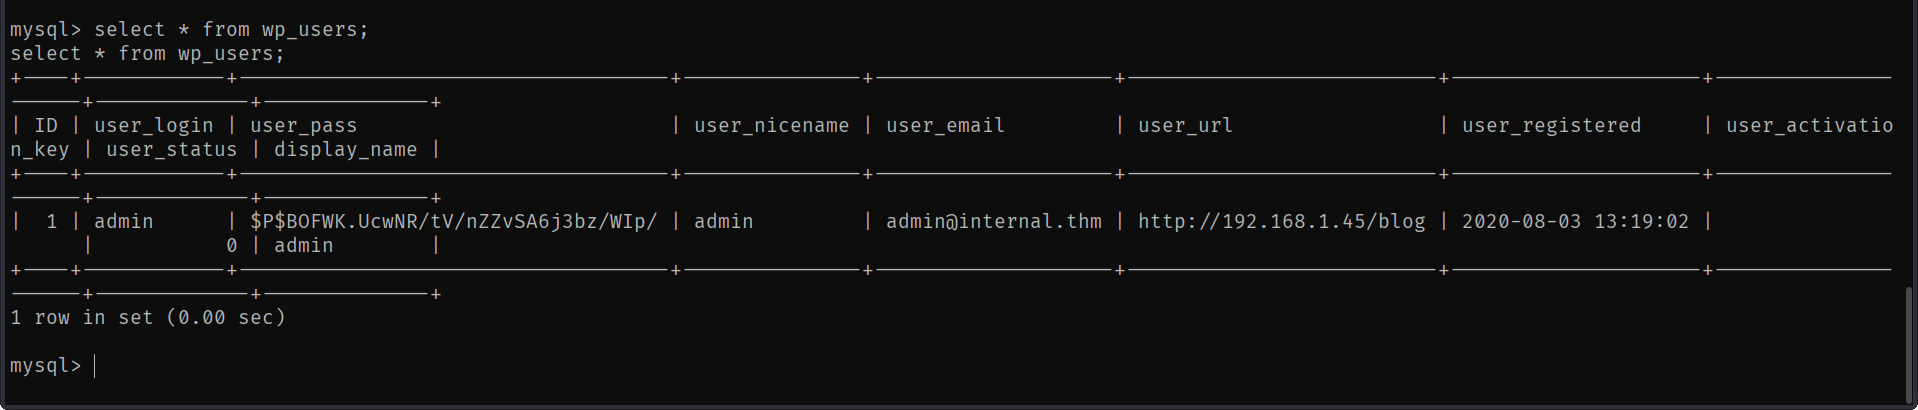 mysql> select * from wp_users;
select * from wp_users;
+----+------------+------------------------------------+---------------+--------------------+--------------------------+---------------------+---------------
------+-------------+--------------+
| ID | user_login | user_pass                          | user_nicename | user_email         | user_url                 | user_registered     | user_activatio
n_key | user_status | display_name |
+----+------------+------------------------------------+---------------+--------------------+--------------------------+---------------------+---------------
------+-------------+--------------+
|  1 | admin      | $P$BOFWK.UcwNR/tV/nZZvSA6j3bz/WIp/ | admin         | admin@internal.thm | http://192.168.1.45/blog | 2020-08-03 13:19:02 |
      |           0 | admin        |
+----+------------+------------------------------------+---------------+--------------------+--------------------------+---------------------+---------------
------+-------------+--------------+
1 row in set (0.00 sec)
mysql>